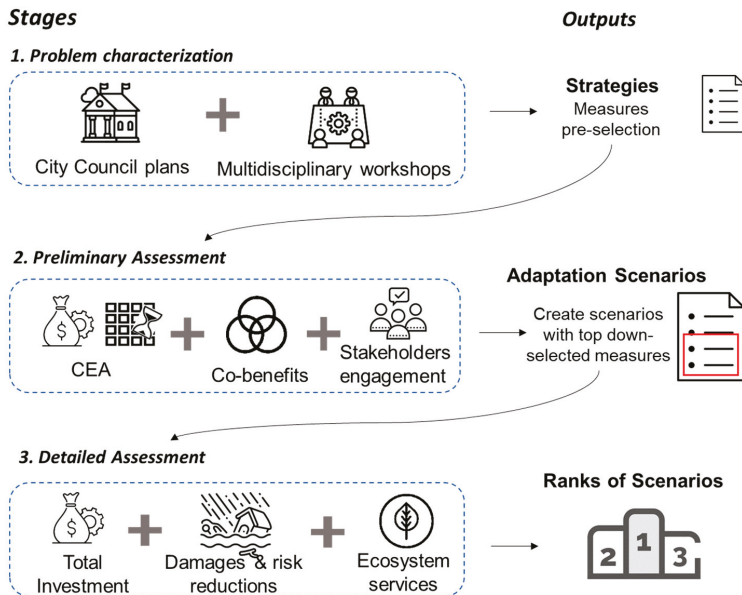 Stages
Outputs
1. Problem characterization
City Council plans
Multidisciplinary workshops
Strategies
Measures
pre-selection
2. Preliminary Assessment
$
CEA
Co-benefits
Stakeholders
engagement
Adaptation Scenarios
Create scenarios
with top down-
selected measures
3. Detailed Assessment
$
Total
Investment
Damages & risk
reductions
Ecosystem
services
Ranks of Scenarios
2 1 3